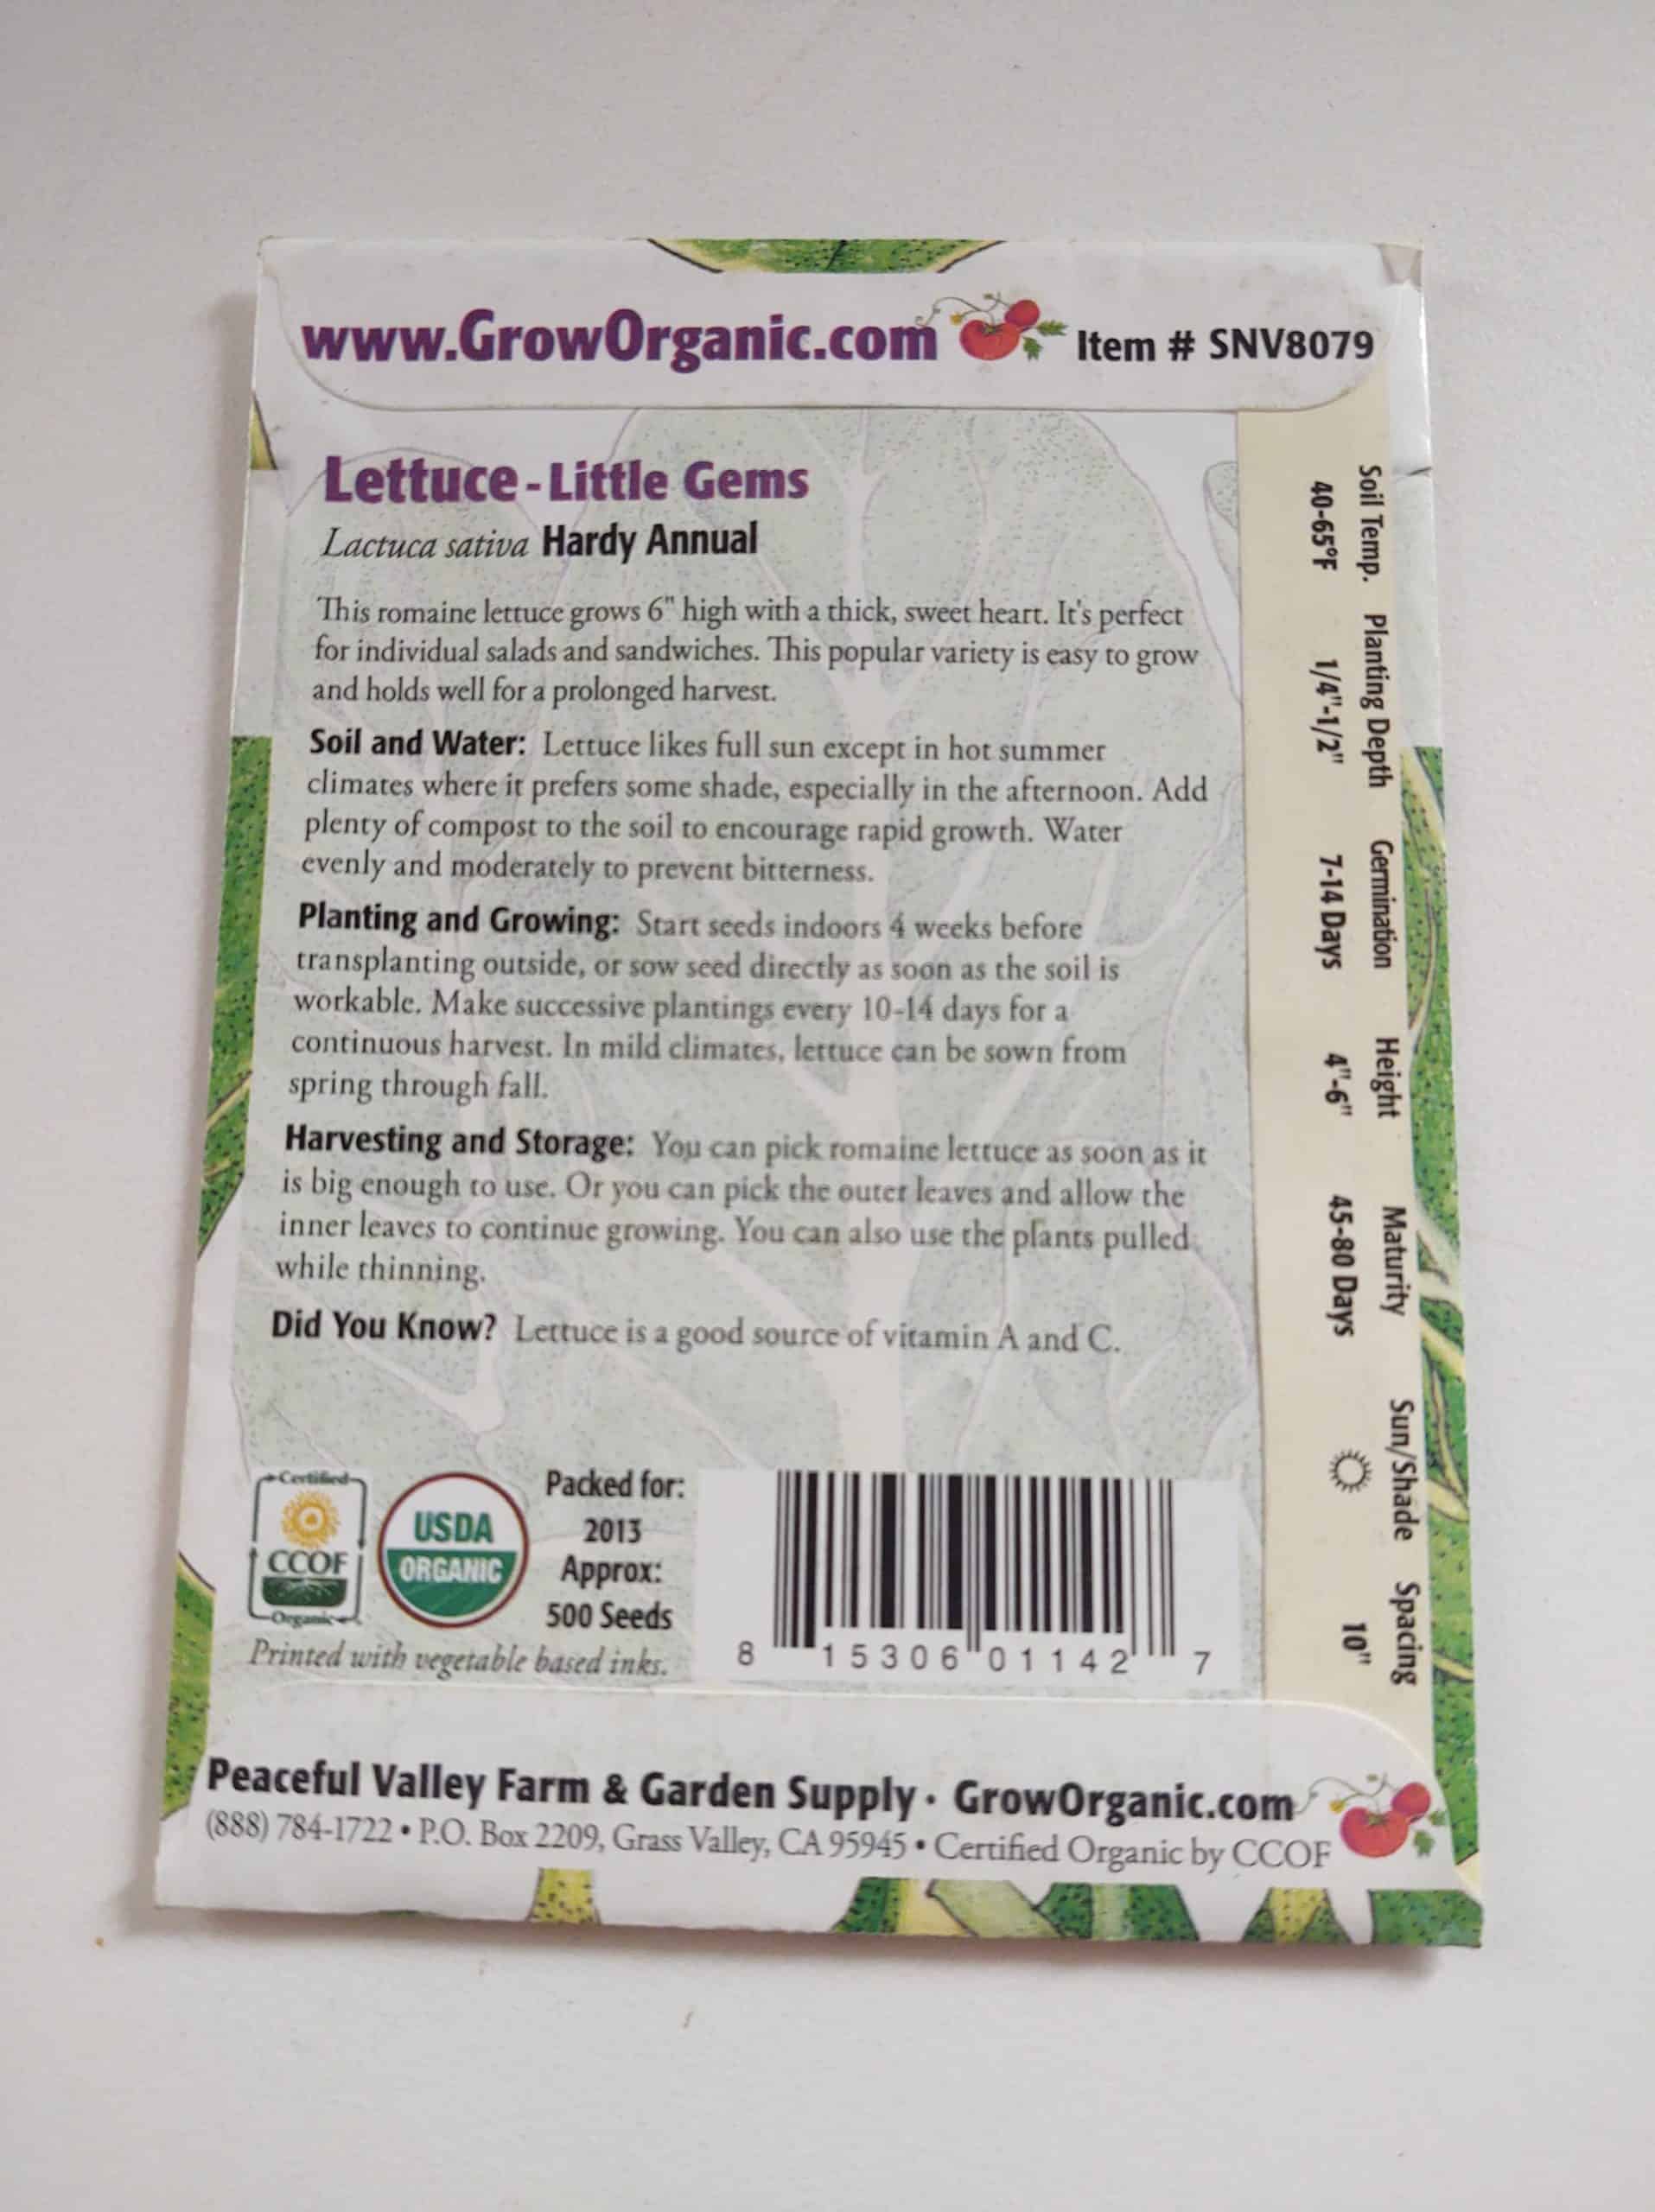 www.GrowOrganic.com Item # SNV8079
Lettuce - Little Gems
Lactuca sativa Hardy Annual
This romaine lettuce grows 6" high with a thick, sweet heart. It's perfect
for individual salads and sandwiches. This popular variety is easy to grow
and holds well for a prolonged harvest.
Soil and Water: Lettuce likes full sun except in hot summer
climates where it prefers some shade, especially in the afternoon. Add
plenty of compost to the soil to encourage rapid growth. Water
evenly and moderately to prevent bitterness.
Planting and Growing: Start seeds indoors 4 weeks before
transplanting outside, or sow seed directly as soon as the soil is
workable. Make successive plantings every 10-14 days for a
continuous harvest. In mild climates, lettuce can be sown from
spring through fall.
Harvesting and Storage: You can pick romaine lettuce as soon as it
is big enough to use. Or you can pick the outer leaves and allow the
inner leaves to continue growing. You can also use the plants pulled
while thinning.
Did You Know? Lettuce is a good source of vitamin A and C.
Soil Temp. Planting Depth Germination Height Maturity Sun/Shade Spacing
40-65°F 1/4"-1/2" 7-14 Days 4"-6" 45-80 Days 10"
Certified
CCOF
Organic
USDA
ORGANIC
Packed for:
2013
Approx:
500 Seeds
Printed with vegetable based inks.
8 15306 01142 7
Peaceful Valley Farm & Garden Supply · GrowOrganic.com
(888) 784-1722 • P.O. Box 2209, Grass Valley, CA 95945 • Certified Organic by CCOF